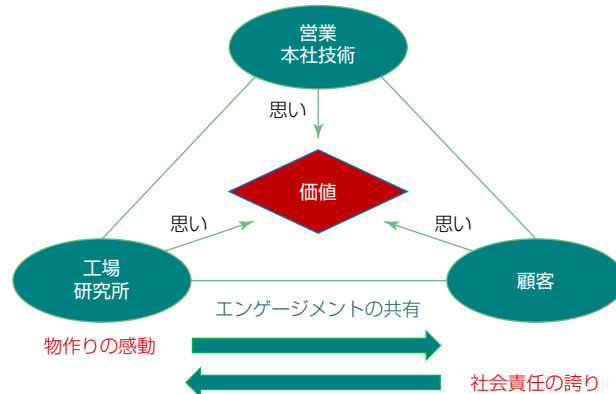 営業
本社技術
思い
価値
思い
思い
工場
研究所
顧客
エンゲージメントの共有
物作りの感動
社会責任の誇り